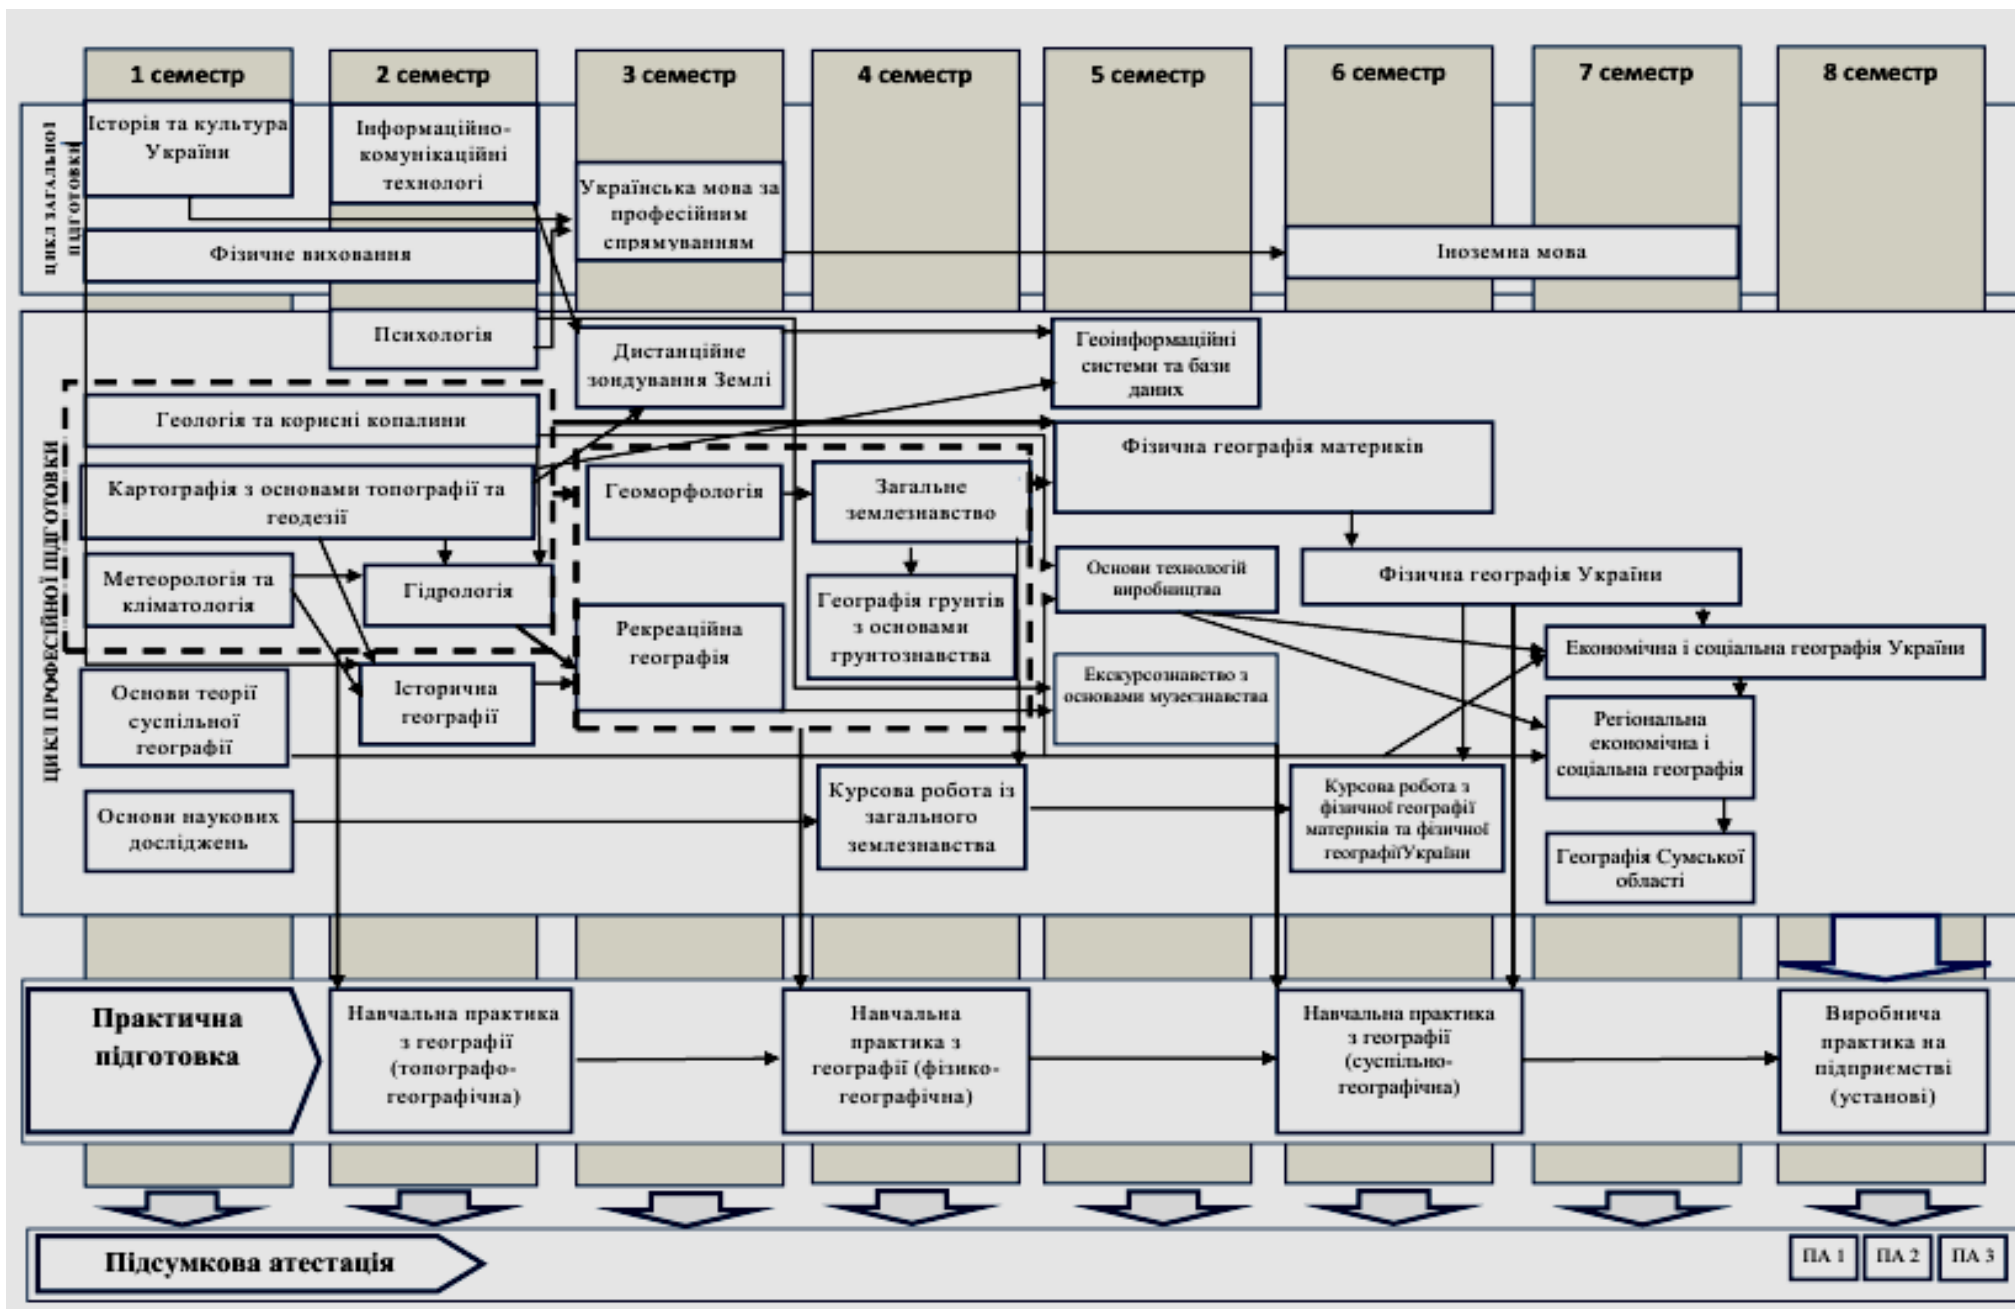 1 семестр
2 семестр
3 семестр
4 семестр
5 семестр
6 семестр
7 семестр
8 семестр
ЦИКЛ ЗАГАЛЬНОЇ
ПІДГОТОВКИ
Історія та культура
України
Інформаційно-
комунікаційні
технологі
Українська мова за
професійним
спрямуванням
Фізичне виховання
Іноземна мова
ЦИКЛ ПРОФЕСІЙНОЇ ПІДГОТОВКИ
Психологія
Дистанційне
зондування Землі
Геоінформаційні
системи та бази
даних
Геологія та корисні копалини
Фізична географія материків
Картографія з основами топографії та
геодезії
Геоморфологія
Загальне
землезнавство
Метеорологія та
кліматологія
Гідрологія
Географія грунтів
з основами
грунтознавства
Основи технологій
виробництва
Фізична географія України
Рекреаційна
географія
Економічна і соціальна географія України
Основи теорії
суспільної
географії
Історична
географії
Екскурсознавство з
основами музеєзнавства
Регіональна
економічна і
соціальна географія
Основи наукових
досліджень
Курсова робота із
загального
землезнавства
Курсова робота з
фізичної географії
материків та фізичної
географіїУкраїни
Географія Сумської
області
Практична
підготовка
Навчальна практика
з географії
(топографо-
географічна)
Навчальна
практика з
географії (фізико-
географічна)
Навчальна практика
з географії
(суспільно-
географічна)
Виробнича
практика на
підприємстві
(установі)
Підсумкова атестація
ПА 1
ПА 2
ПА 3